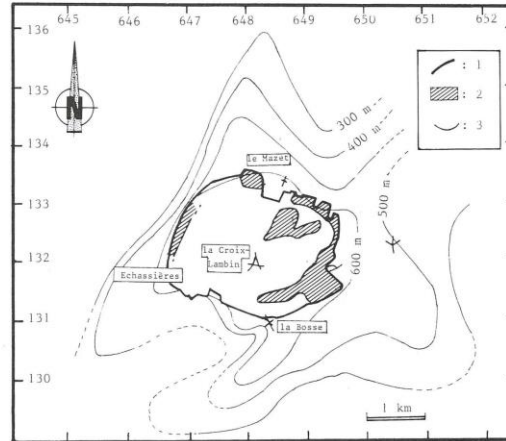 645 646 647 648 649 650 651 652
136
135
134
133
132
131
130
N
: 1
: 2
: 3
300 m
400 m
500 m
600 m
le Mazet
la Croix-
Lambin
Echassières
la Bosse
1 km